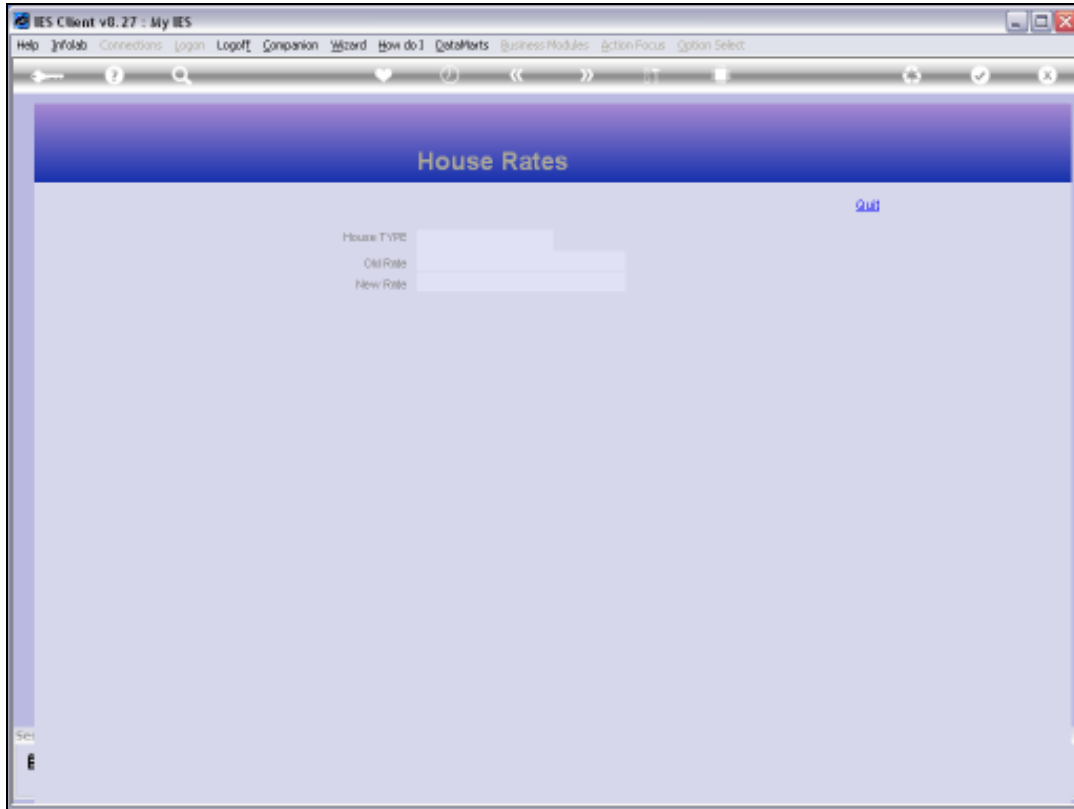 IES Client v8.27 : My IES
Help Infolab Connections Logon Logoff Companion Wizard How do I DataMarts Business Modules Action Focus Option Select
House Rates
Quit
House TYPE
Old Rate
New Rate